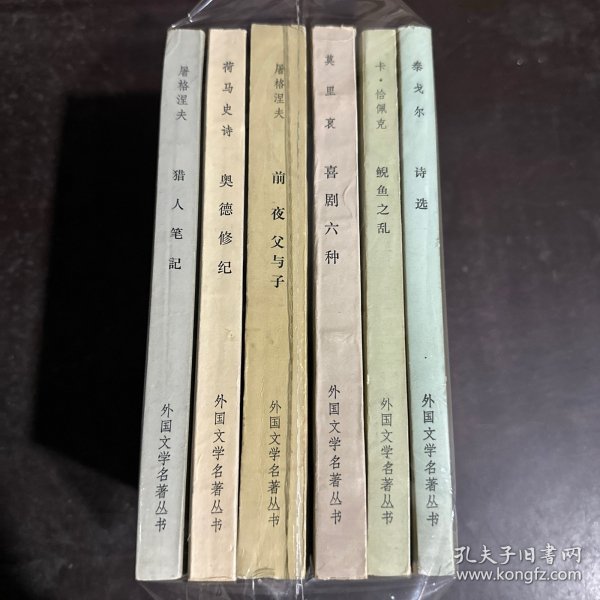 屠格涅夫
猎人笔記
外国文学名著丛书
荷马史诗
奥德修纪
外国文学名著丛书
屠格涅夫
前夜父与子
外国文学名著丛书
莫里哀
喜剧六种
外国文学名著丛书
卡·恰佩克
鲵鱼之乱
外国文学名著丛书
泰戈尔
诗选
外国文学名著丛书
孔夫子旧书网
www.kongfz.com